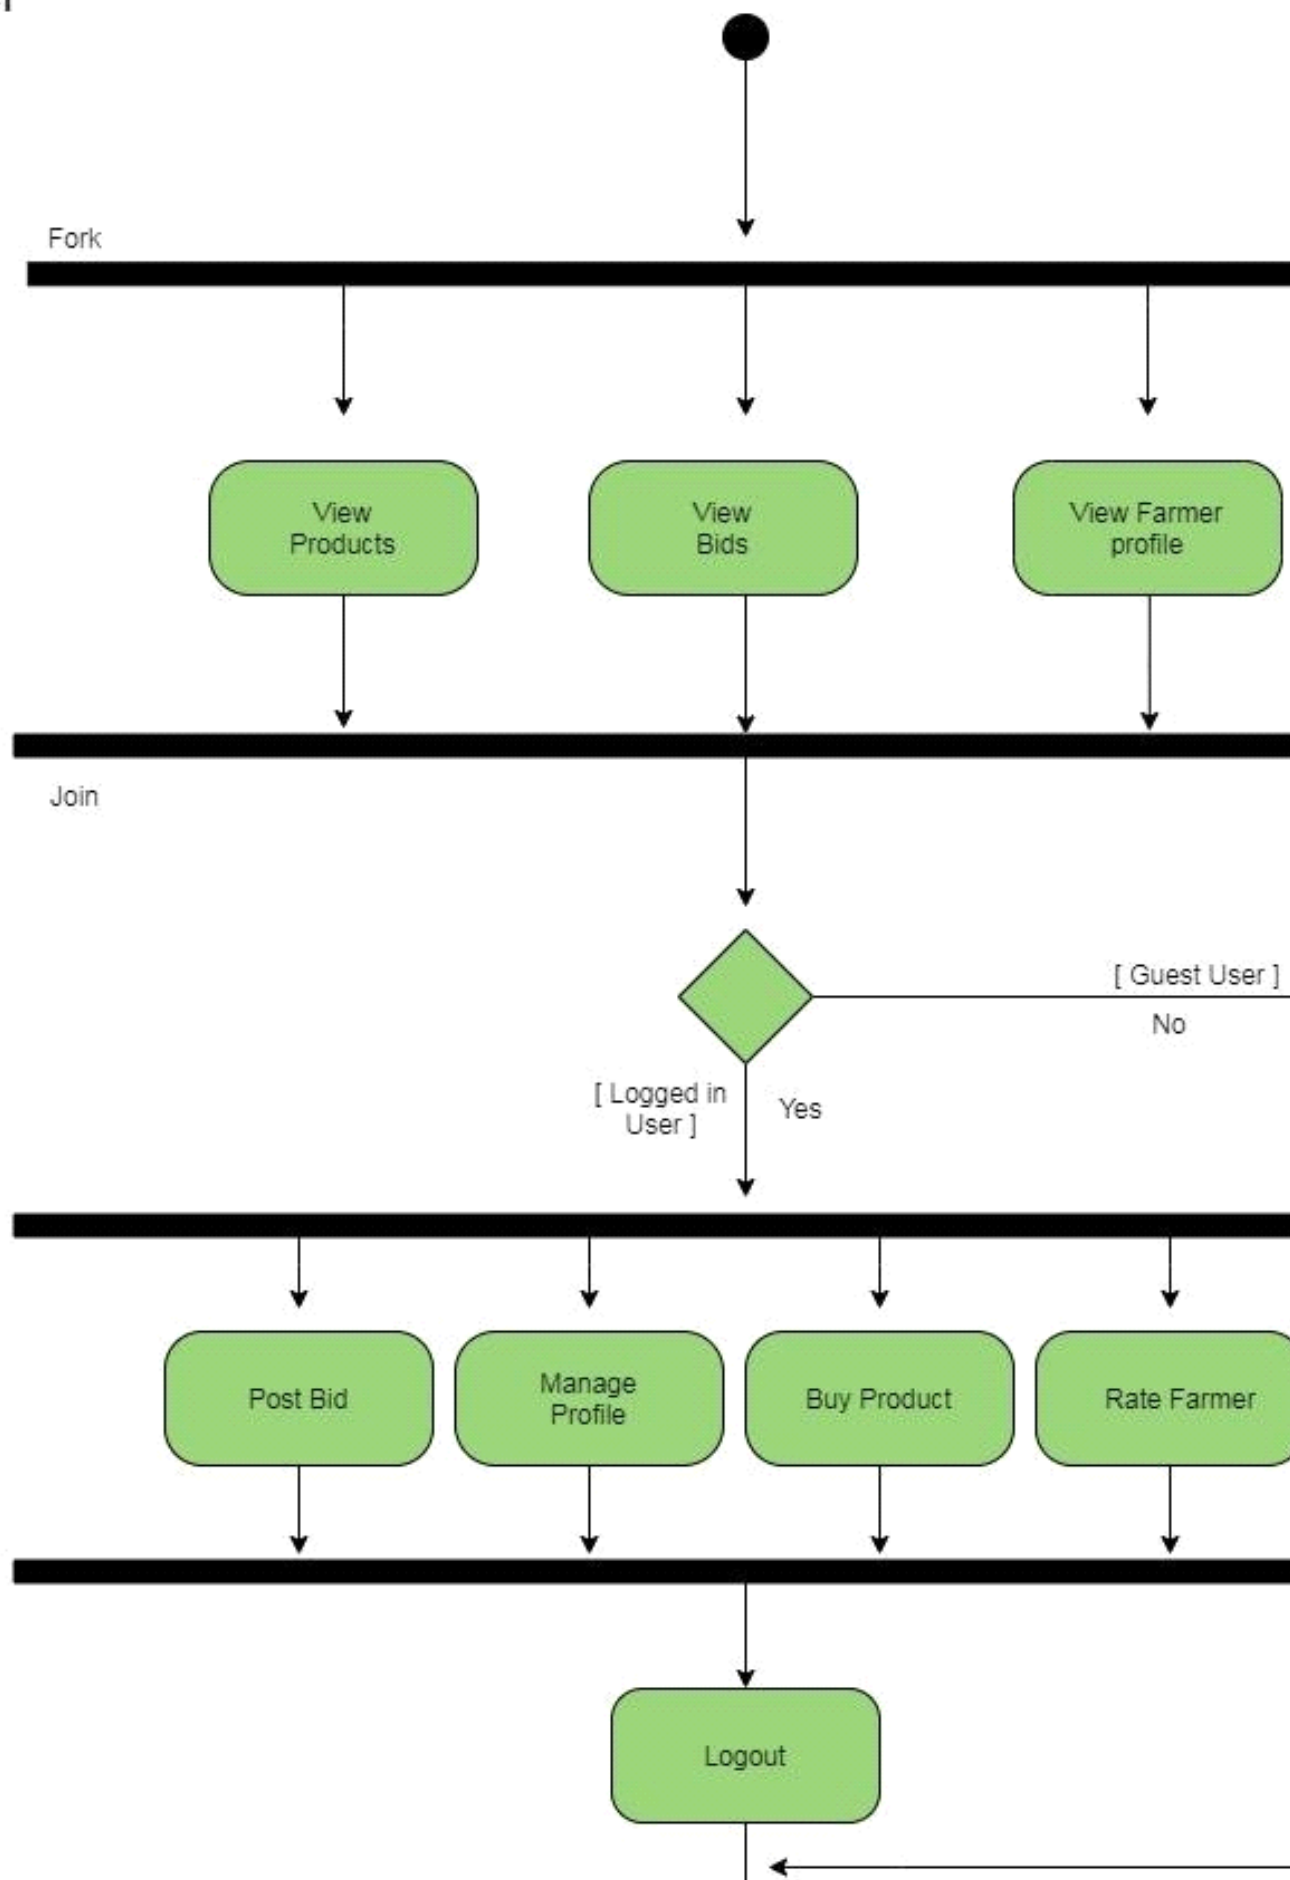 Fork
View
Products
View
Bids
View Farmer
profile
Join
[ Guest User ]
No
[ Logged in
User ]
Yes
Post Bid
Manage
Profile
Buy Product
Rate Farmer
Logout